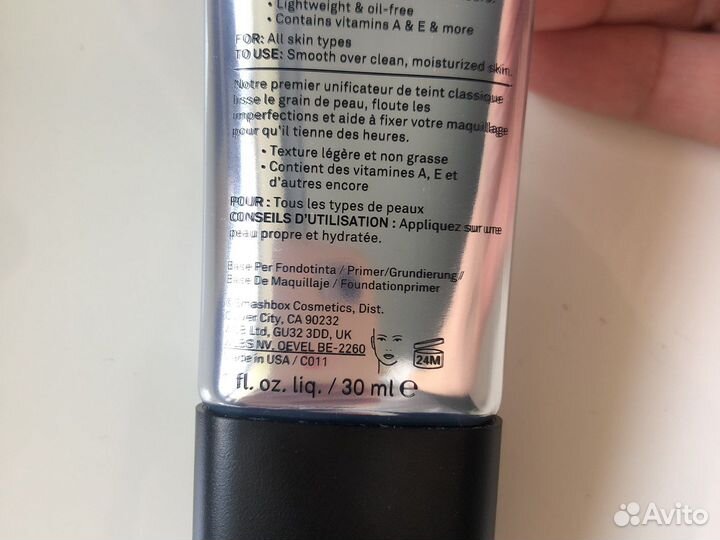 • Lightweight & oil-free
• Contains vitamins A & E & more
FOR: All skin types
TO USE: Smooth over clean, moisturized skin.
Notre premier unificateur de teint classique
lisse le grain de peau, floute les
imperfections et aide à fixer votre maquillage
pour qu'il tienne des heures.
• Texture légère et non grasse
• Contient des vitamines A, E et
d'autres encore
POUR : Tous les types de peaux
CONSEILS D'UTILISATION : Appliquez sur une
peau propre et hydratée.
Base Per Fondotinta / Primer/Grundierung/
Base De Maquillaje / Foundationprimer
Smashbox Cosmetics, Dist.
Culver City, CA 90232
Ltd, GU32 3DD, UK
NV. OEVEL BE-2260
Made in USA / C011
24M
fl. oz. liq. / 30 ml ℮
Avito